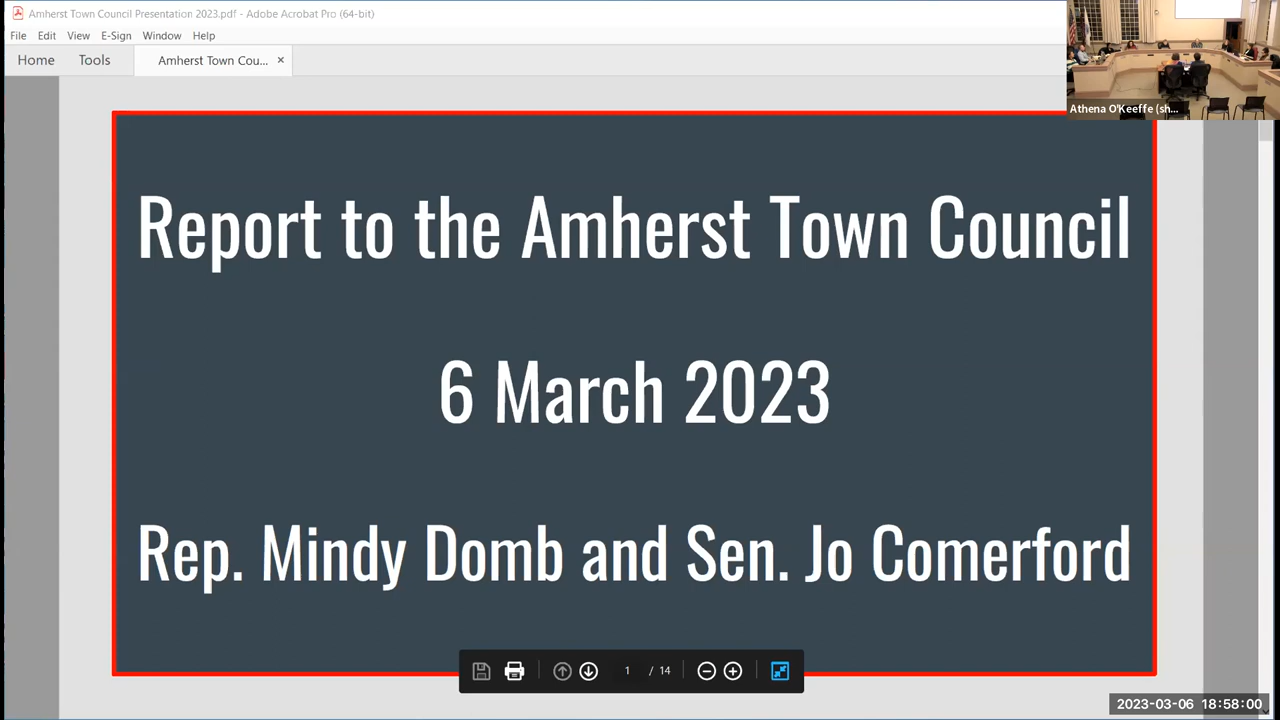 Amherst Town Council Presentation 2023.pdf - Adobe Acrobat Pro (64-bit)
File Edit View E-Sign Window Help
Home Tools Amherst Town Cou... ×
Athena O'Keeffe (sh...
Report to the Amherst Town Council
6 March 2023
Rep. Mindy Domb and Sen. Jo Comerford
1 / 14
2023-03-06 18:58:00